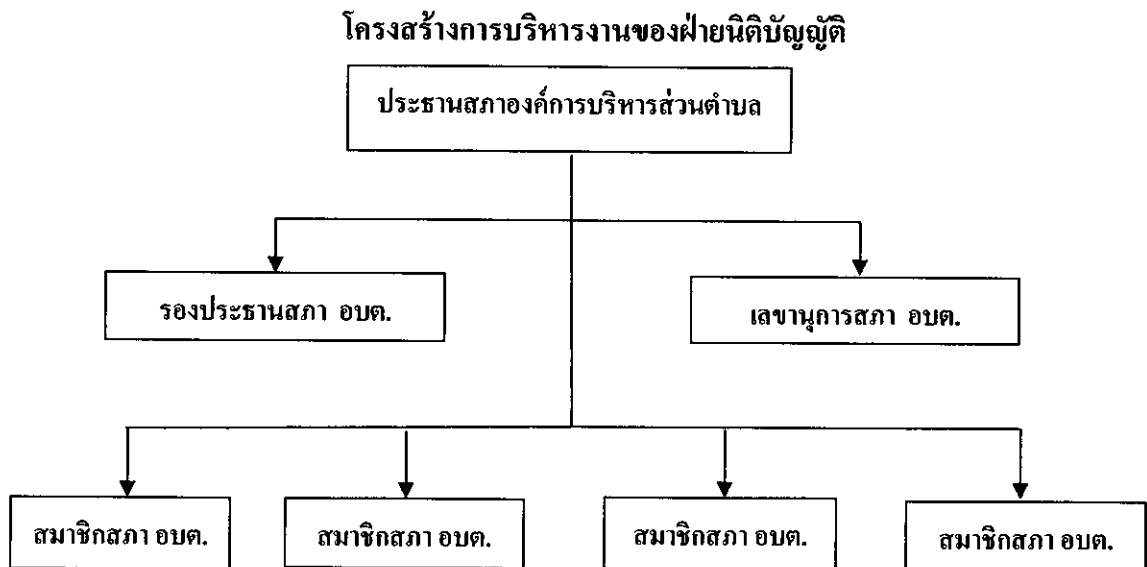 โครงสร้างการบริหารงานของฝ่ายนิติบัญญัติ
ประธานสภาองค์การบริหารส่วนตำบล
รองประธานสภา อบต.
เลขานุการสภา อบต.
สมาชิกสภา อบต.
สมาชิกสภา อบต.
สมาชิกสภา อบต.
สมาชิกสภา อบต.